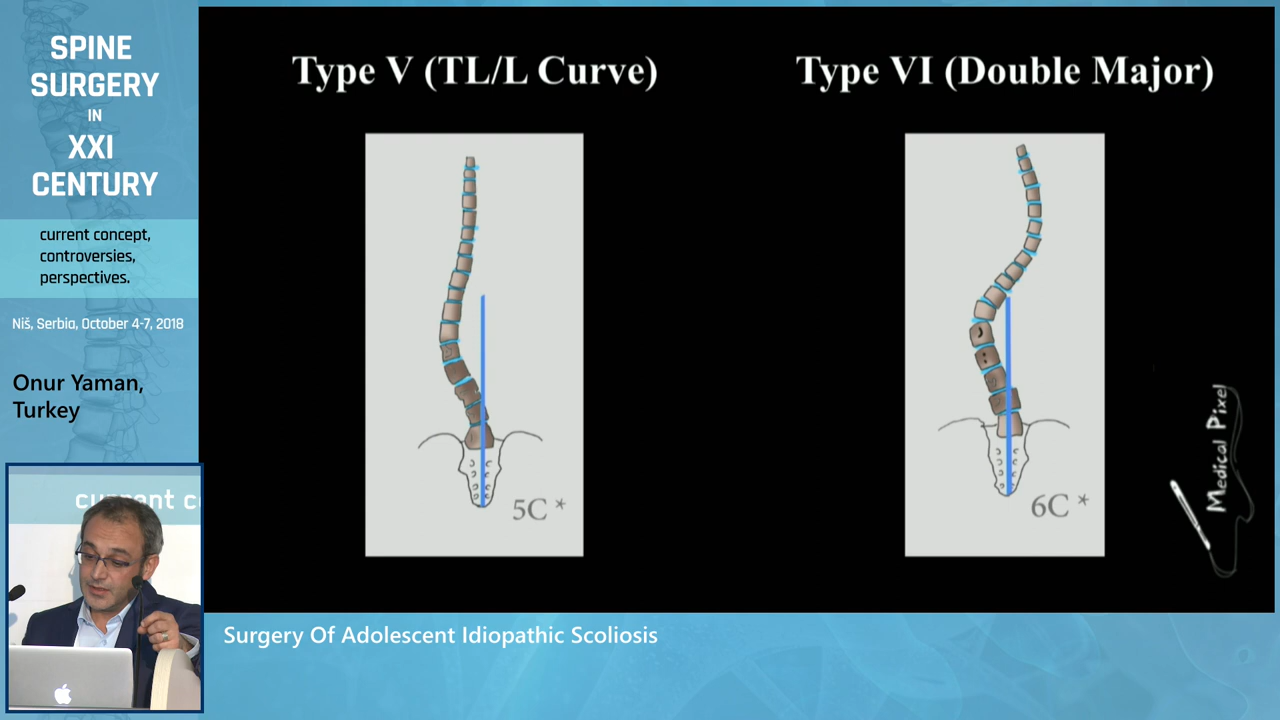 SPINE
SURGERY
IN
XXI
CENTURY
current concept,
controversies,
perspectives.
Niš, Serbia, October 4-7, 2018
Onur Yaman,
Turkey
current c
Type V (TL/L Curve)
Type VI (Double Major)
5C *
6C *
Medical Pixel
Surgery Of Adolescent Idiopathic Scoliosis